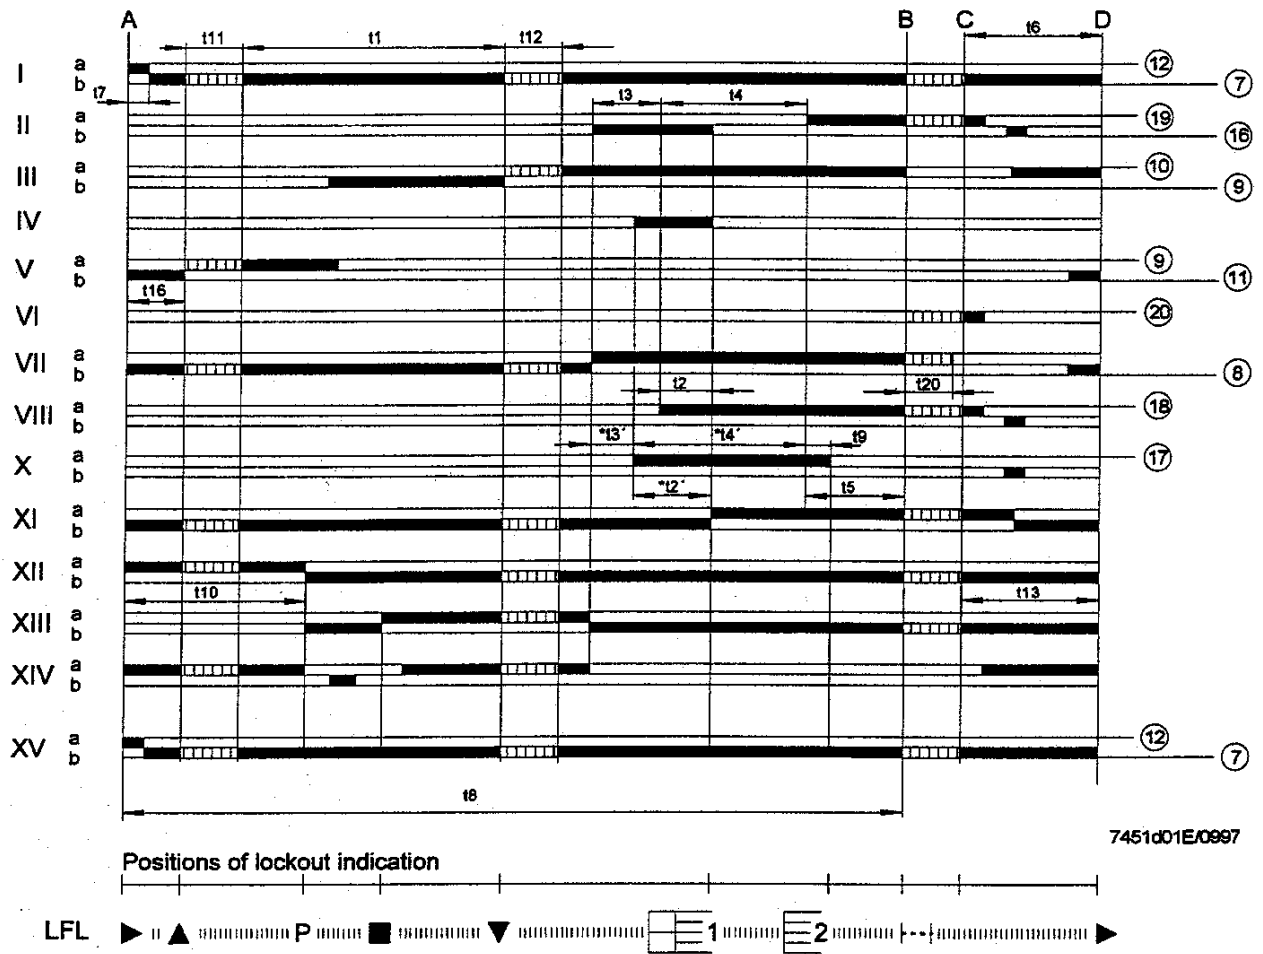 A B C D
t11 t1 t12 t6
I a 12
b 7
t7 t3 t4
II a 19
b 16
III a 10
b 9
IV
V a 9
b 11
t16
VI 20
VII a
b 8
t2 t20
VIII a 18
b
*t3´ *t4´ t9
X a 17
b
*t2´ t5
XI a
b
XII a
b
t10 t13
XIII a
b
XIV a
b
XV a 12
b 7
t8
7451d01E/0997
Positions of lockout indication
LFL P 1 2